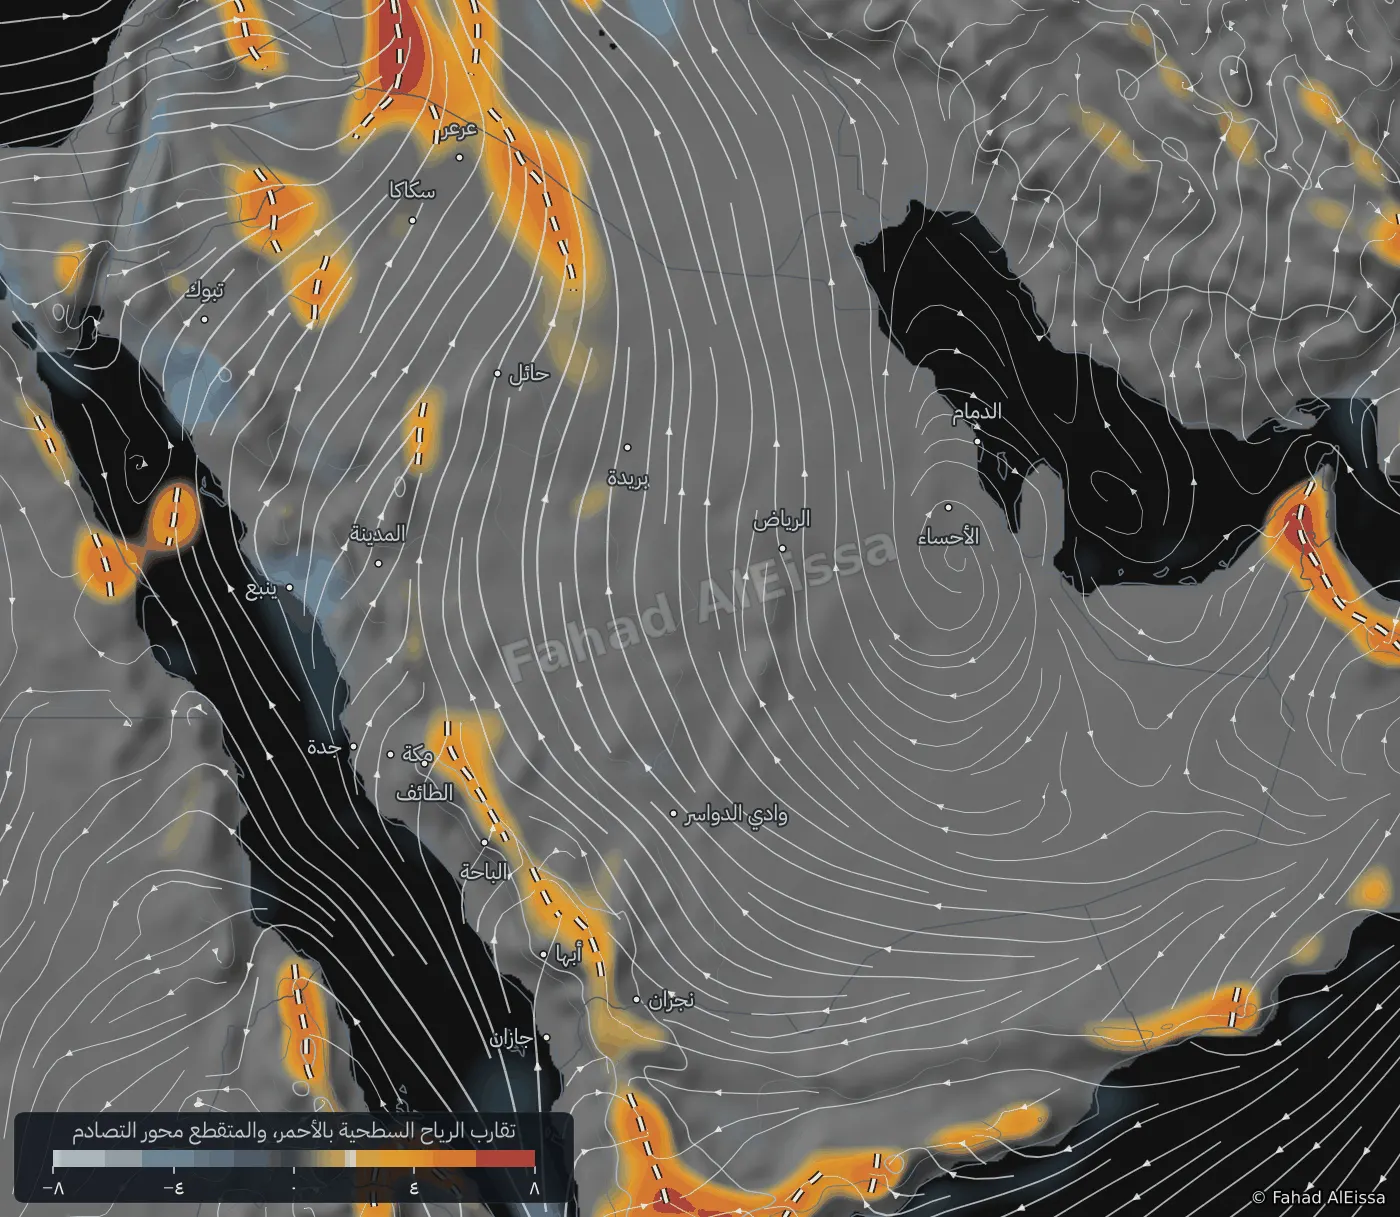 عرعر
سكاكا
تبوك
حائل
الدمام
بريدة
الرياض
الأحساء
المدينة
ينبع
Fahad AlEissa
جدة
مكة
الطائف
وادي الدواسر
الباحة
أبها
نجران
جازان
تقارب الرياح السطحية بالأحمر، والمتقطع محور التصادم
−٨ −٤ ٠ ٤ ٨
© Fahad AlEissa